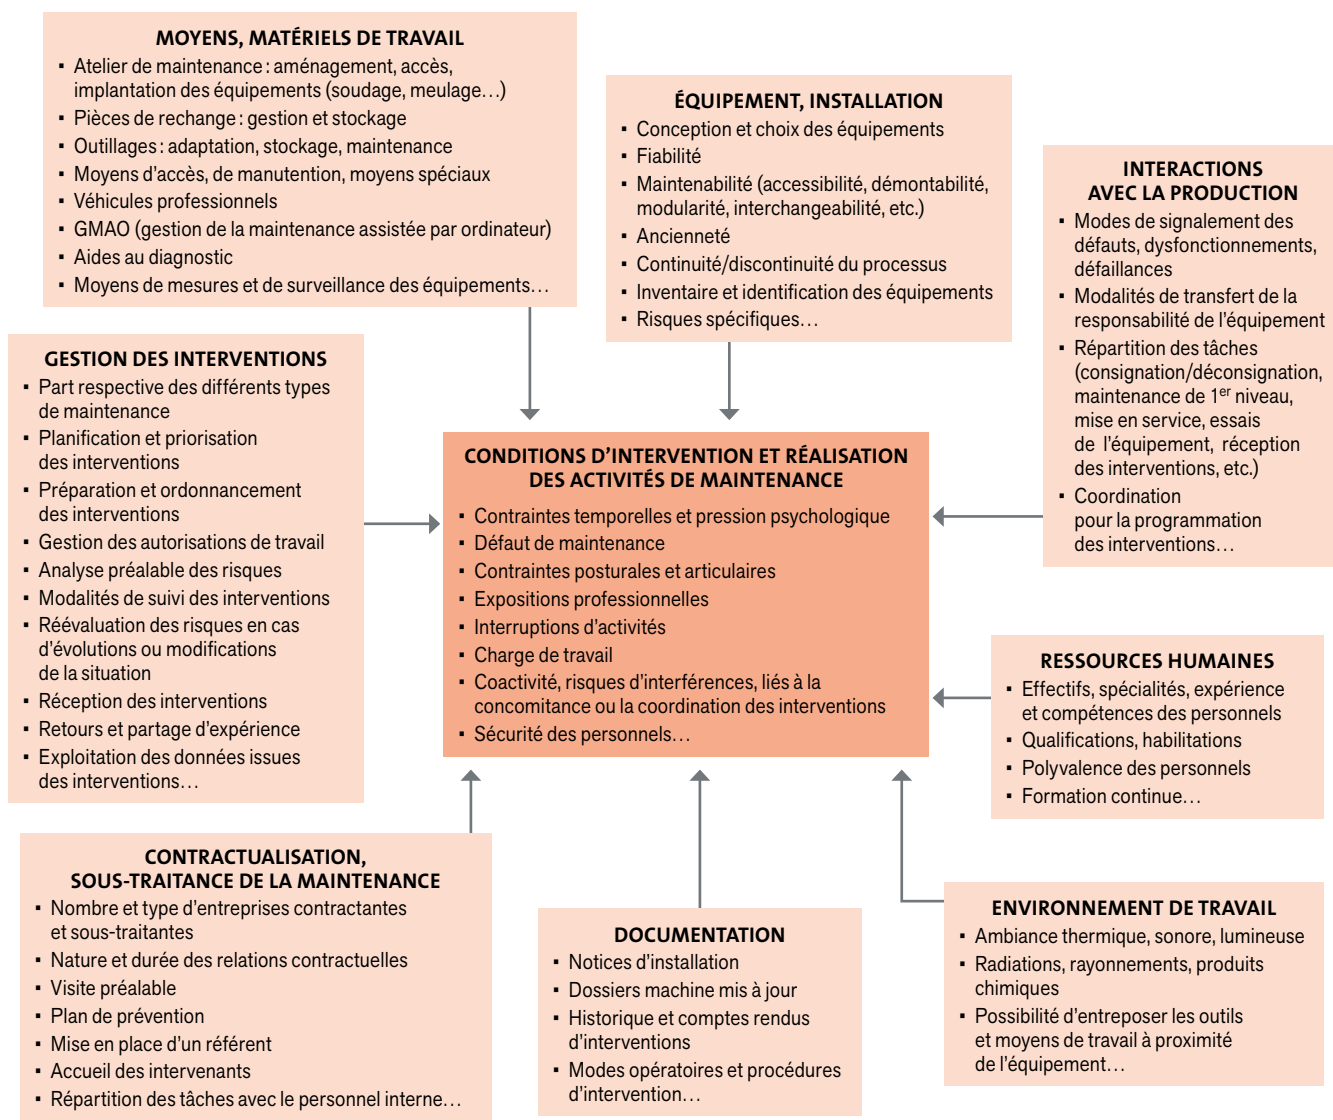 MOYENS, MATÉRIELS DE TRAVAIL
▪ Atelier de maintenance : aménagement, accès,
implantation des équipements (soudage, meulage…)
▪ Pièces de rechange : gestion et stockage
▪ Outillages : adaptation, stockage, maintenance
▪ Moyens d’accès, de manutention, moyens spéciaux
▪ Véhicules professionnels
▪ GMAO (gestion de la maintenance assistée par ordinateur)
▪ Aides au diagnostic
▪ Moyens de mesures et de surveillance des équipements…
ÉQUIPEMENT, INSTALLATION
▪ Conception et choix des équipements
▪ Fiabilité
▪ Maintenabilité (accessibilité, démontabilité,
modularité, interchangeabilité, etc.)
▪ Ancienneté
▪ Continuité/discontinuité du processus
▪ Inventaire et identification des équipements
▪ Risques spécifiques…
INTERACTIONS
AVEC LA PRODUCTION
▪ Modes de signalement des
défauts, dysfonctionnements,
défaillances
▪ Modalités de transfert de la
responsabilité de l’équipement
▪ Répartition des tâches
(consignation/déconsignation,
maintenance de 1er niveau,
mise en service, essais
de l’équipement, réception
des interventions, etc.)
▪ Coordination
pour la programmation
des interventions…
GESTION DES INTERVENTIONS
▪ Part respective des différents types
de maintenance
▪ Planification et priorisation
des interventions
▪ Préparation et ordonnancement
des interventions
▪ Gestion des autorisations de travail
▪ Analyse préalable des risques
▪ Modalités de suivi des interventions
▪ Réévaluation des risques en cas
d’évolutions ou modifications
de la situation
▪ Réception des interventions
▪ Retours et partage d’expérience
▪ Exploitation des données issues
des interventions…
CONDITIONS D’INTERVENTION ET RÉALISATION
DES ACTIVITÉS DE MAINTENANCE
▪ Contraintes temporelles et pression psychologique
▪ Défaut de maintenance
▪ Contraintes posturales et articulaires
▪ Expositions professionnelles
▪ Interruptions d’activités
▪ Charge de travail
▪ Coactivité, risques d’interférences, liés à la
concomitance ou la coordination des interventions
▪ Sécurité des personnels…
RESSOURCES HUMAINES
▪ Effectifs, spécialités, expérience
et compétences des personnels
▪ Qualifications, habilitations
▪ Polyvalence des personnels
▪ Formation continue…
CONTRACTUALISATION,
SOUS-TRAITANCE DE LA MAINTENANCE
▪ Nombre et type d’entreprises contractantes
et sous-traitantes
▪ Nature et durée des relations contractuelles
▪ Visite préalable
▪ Plan de prévention
▪ Mise en place d’un référent
▪ Accueil des intervenants
▪ Répartition des tâches avec le personnel interne…
DOCUMENTATION
▪ Notices d’installation
▪ Dossiers machine mis à jour
▪ Historique et comptes rendus
d’interventions
▪ Modes opératoires et procédures
d’intervention…
ENVIRONNEMENT DE TRAVAIL
▪ Ambiance thermique, sonore, lumineuse
▪ Radiations, rayonnements, produits
chimiques
▪ Possibilité d’entreposer les outils
et moyens de travail à proximité
de l’équipement…